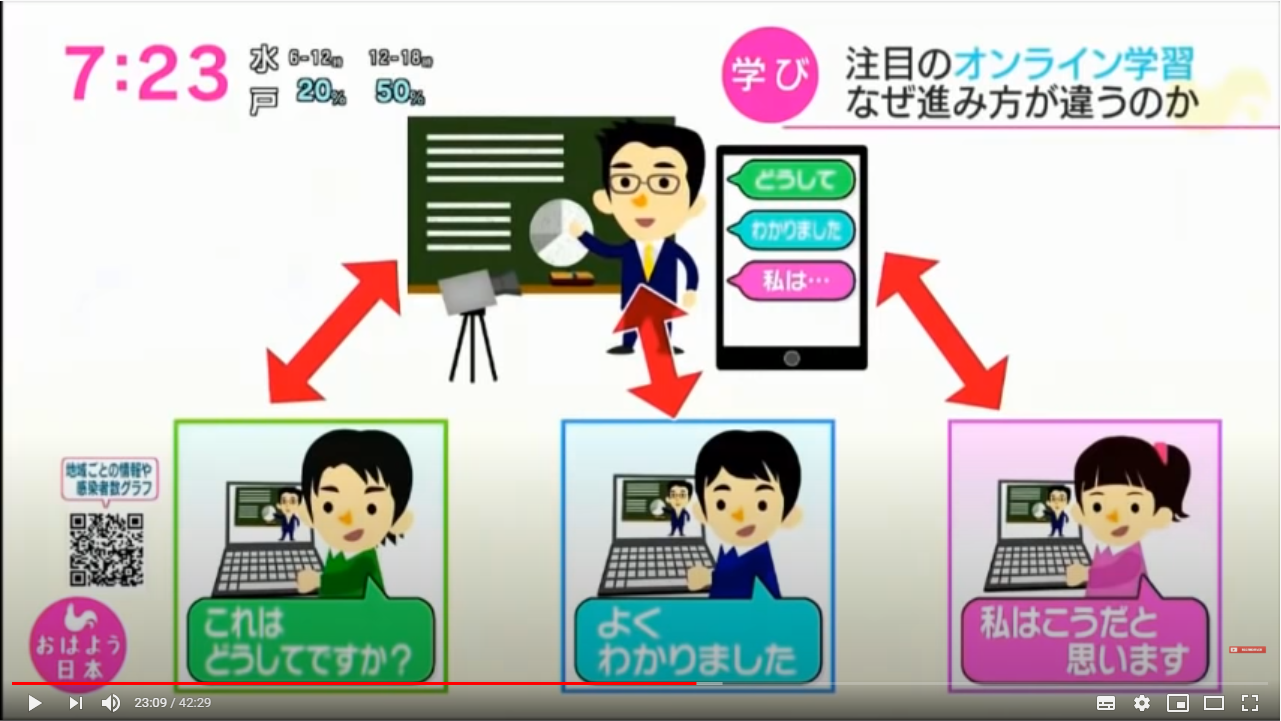 7:23
水戸
6-12時 12-18時
20% 50%
学び
注目のオンライン学習
なぜ進み方が違うのか
どうして
わかりました
私は…
地域ごとの情報や
感染者数グラフ
おはよう
日本
これは
どうしてですか?
よく
わかりました
私はこうだと
思います
23:09 / 42:29